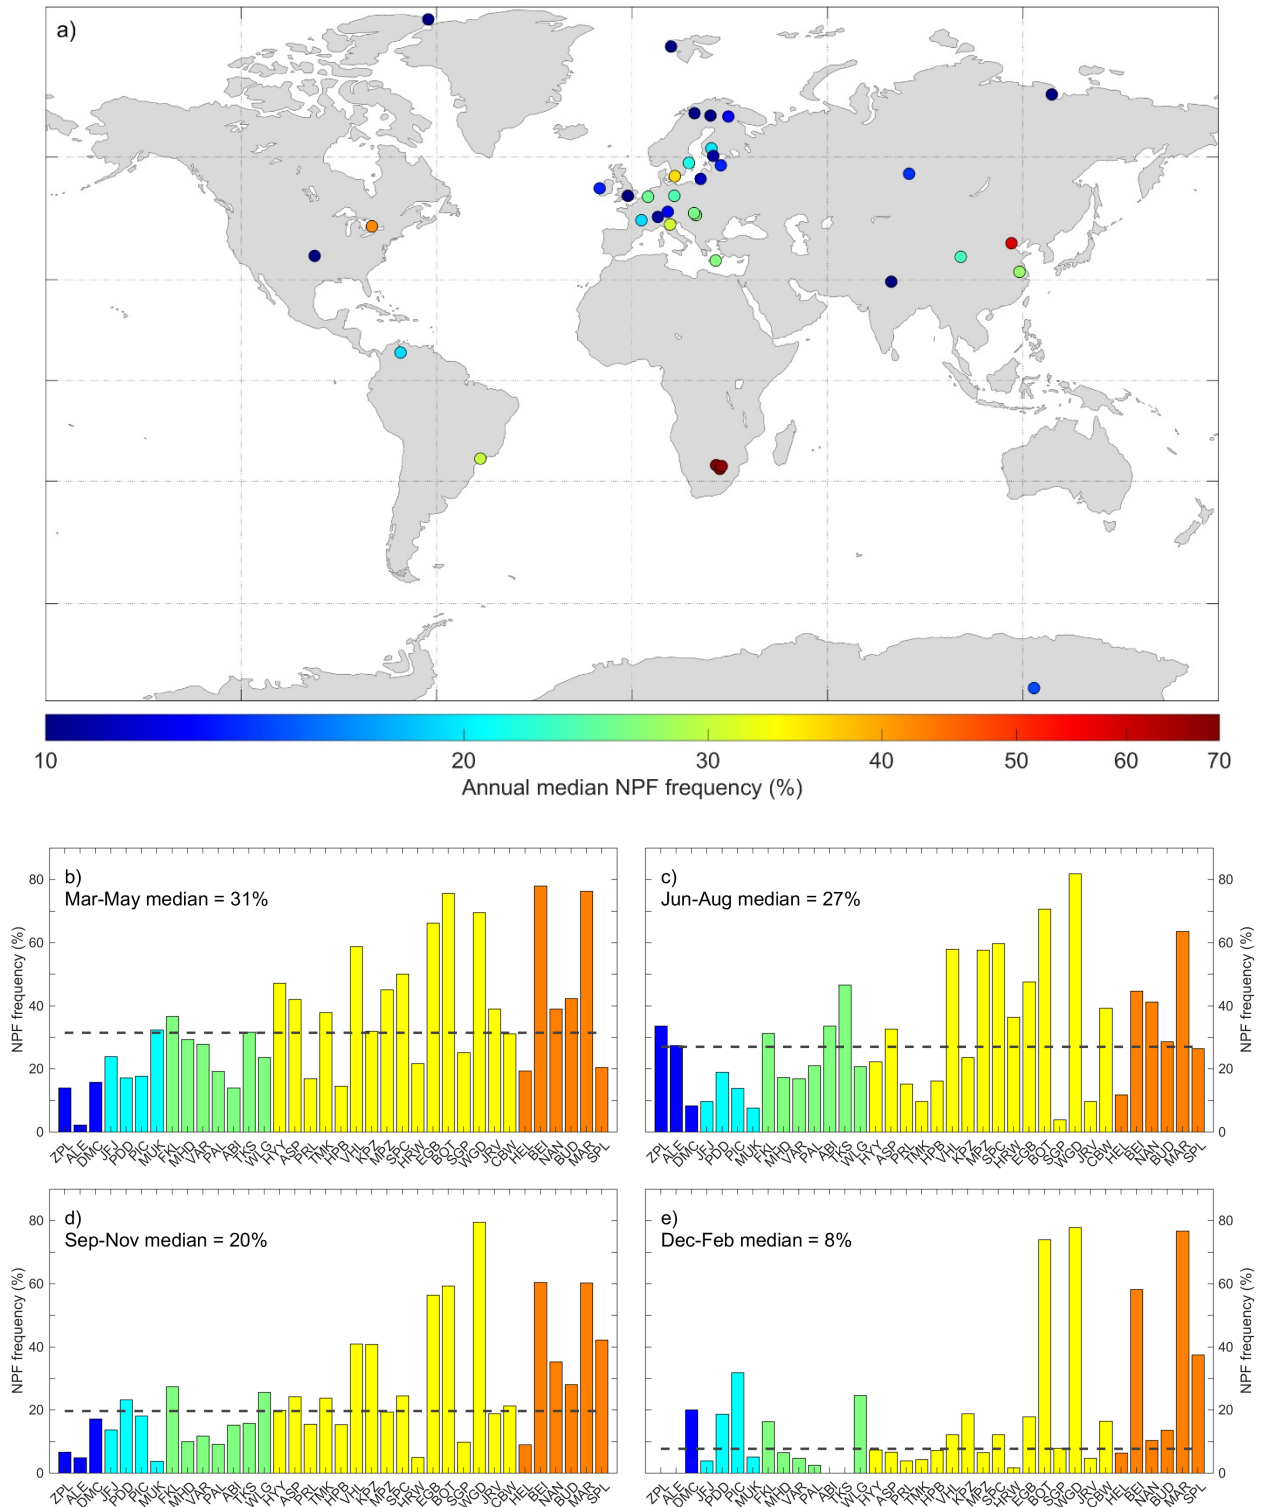 a)
10 20 30 40 50 60 70
Annual median NPF frequency (%)
b)
Mar-May median = 31%
NPF frequency (%)
80
60
40
20
0
ZPL ALE DMC JFJ PDD PIC MUK FKL MHD VAR PAL ABI TKS WLG HYY ASP PRL TMK HPB VHL KPZ MPZ SPC HRW EGB BOT SGP WGD JRV CBW HEL BEI NAN BUD MAR SPL
c)
Jun-Aug median = 27%
80
60
40
20
0
NPF frequency (%)
ZPL ALE DMC JFJ PDD PIC MUK FKL MHD VAR PAL ABI TKS WLG HYY ASP PRL TMK HPB VHL KPZ MPZ SPC HRW EGB BOT SGP WGD JRV CBW HEL BEI NAN BUD MAR SPL
d)
Sep-Nov median = 20%
NPF frequency (%)
80
60
40
20
0
ZPL ALE DMC JFJ PDD PIC MUK FKL MHD VAR PAL ABI TKS WLG HYY ASP PRL TMK HPB VHL KPZ MPZ SPC HRW EGB BOT SGP WGD JRV CBW HEL BEI NAN BUD MAR SPL
e)
Dec-Feb median = 8%
80
60
40
20
0
NPF frequency (%)
ZPL ALE DMC JFJ PDD PIC MUK FKL MHD VAR PAL ABI TKS WLG HYY ASP PRL TMK HPB VHL KPZ MPZ SPC HRW EGB BOT SGP WGD JRV CBW HEL BEI NAN BUD MAR SPL